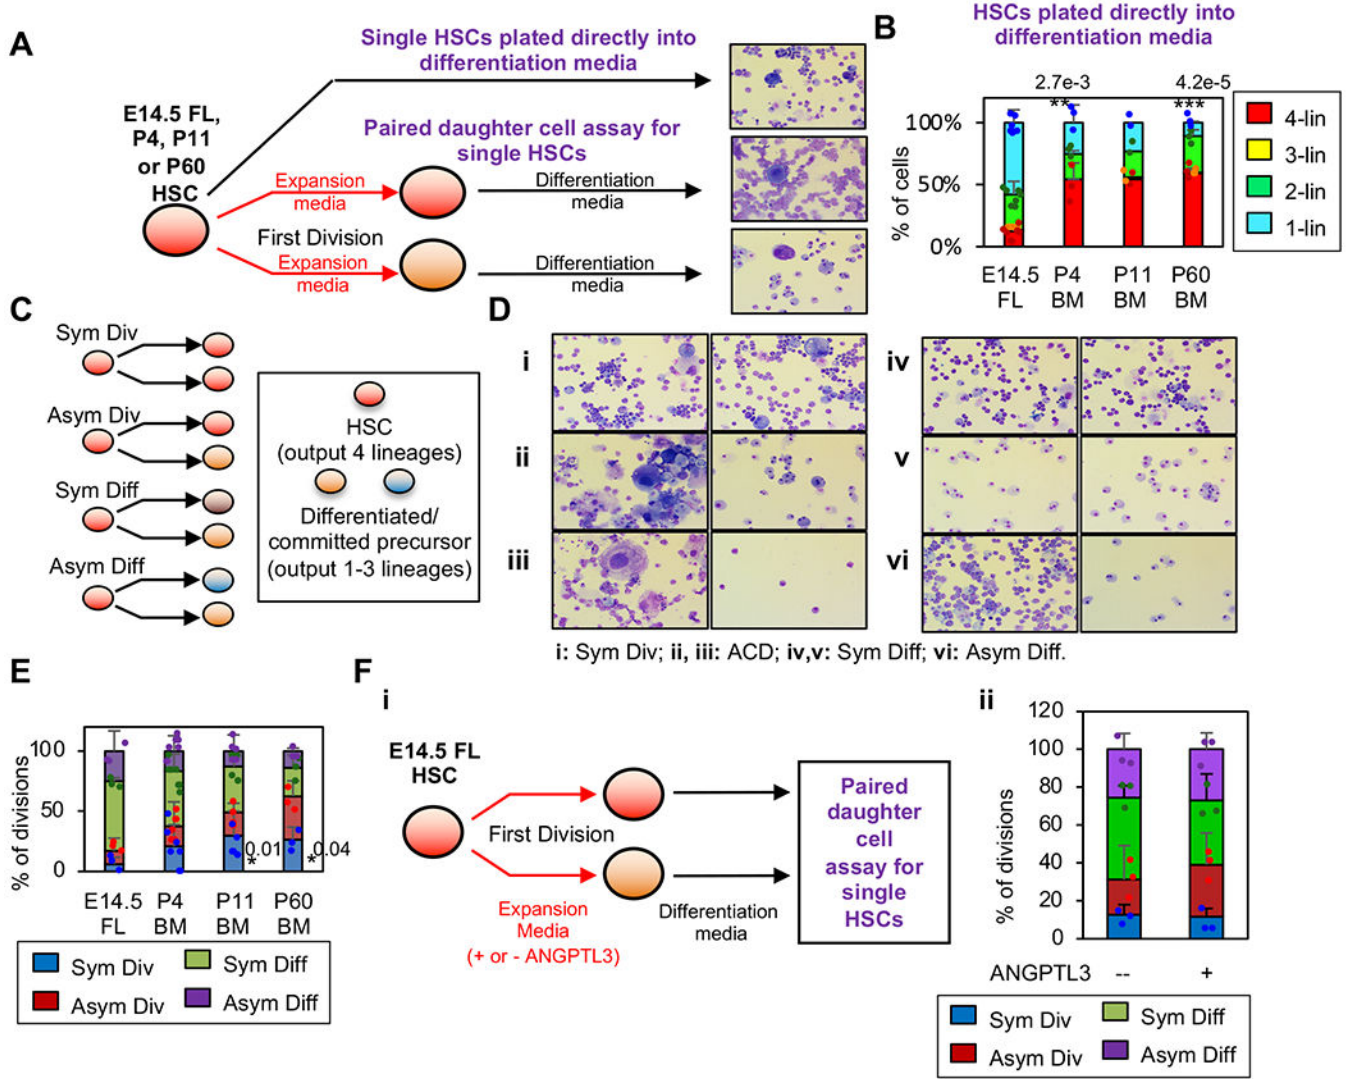 A
Single HSCs plated directly into
differentiation media
E14.5 FL,
P4, P11
or P60
HSC
Paired daughter cell assay for
single HSCs
Expansion
media
Differentiation
media
First Division
Expansion
media
Differentiation
media
B
HSCs plated directly into
differentiation media
2.7e-3
4.2e-5
**
***
% of cells
100%
50%
0%
E14.5
FL
P4
BM
P11
BM
P60
BM
4-lin
3-lin
2-lin
1-lin
C
Sym Div
Asym Div
Sym Diff
Asym Diff
HSC
(output 4 lineages)
Differentiated/
committed precursor
(output 1-3 lineages)
D
i
ii
iii
iv
v
vi
i: Sym Div; ii, iii: ACD; iv,v: Sym Diff; vi: Asym Diff.
E
% of divisions
100
50
0
0.01
*
0.04
*
E14.5
FL
P4
BM
P11
BM
P60
BM
Sym Div
Sym Diff
Asym Div
Asym Diff
F
i
E14.5 FL
HSC
First Division
Expansion
Media
(+ or - ANGPTL3)
Differentiation
media
Paired
daughter
cell
assay for
single
HSCs
ii
% of divisions
120
100
80
60
40
20
0
ANGPTL3 -- +
Sym Div
Sym Diff
Asym Div
Asym Diff